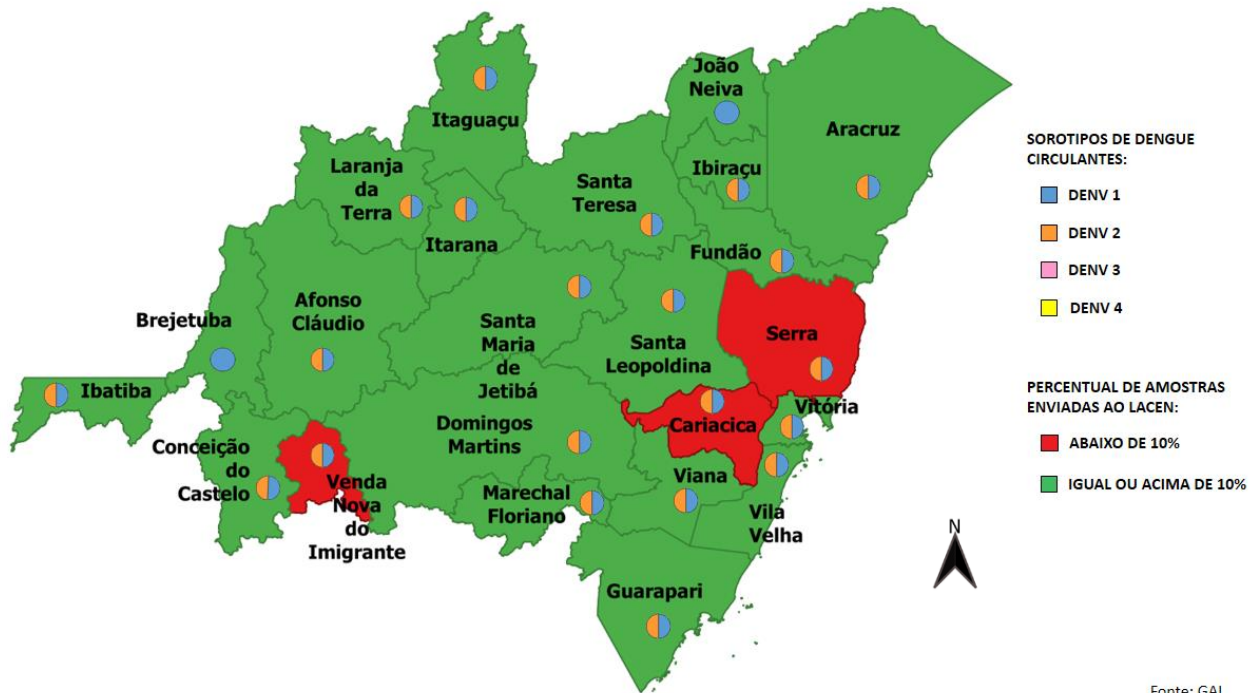 João
Neiva
Itaguaçu
Aracruz
Laranja
da
Terra
Ibiraçu
Santa
Teresa
Itarana
Fundão
Brejetuba
Afonso
Cláudio
Santa
Maria
de
Jetibá
Santa
Leopoldina
Serra
Ibatiba
Vitória
Cariacica
Conceição
do
Castelo
Domingos
Martins
Venda
Nova
do
Imigrante
Marechal
Floriano
Viana
Vila
Velha
Guarapari
SOROTIPOS DE DENGUE
CIRCULANTES:
DENV 1
DENV 2
DENV 3
DENV 4
PERCENTUAL DE AMOSTRAS
ENVIADAS AO LACEN:
ABAIXO DE 10%
IGUAL OU ACIMA DE 10%
N
Fonte: GAL